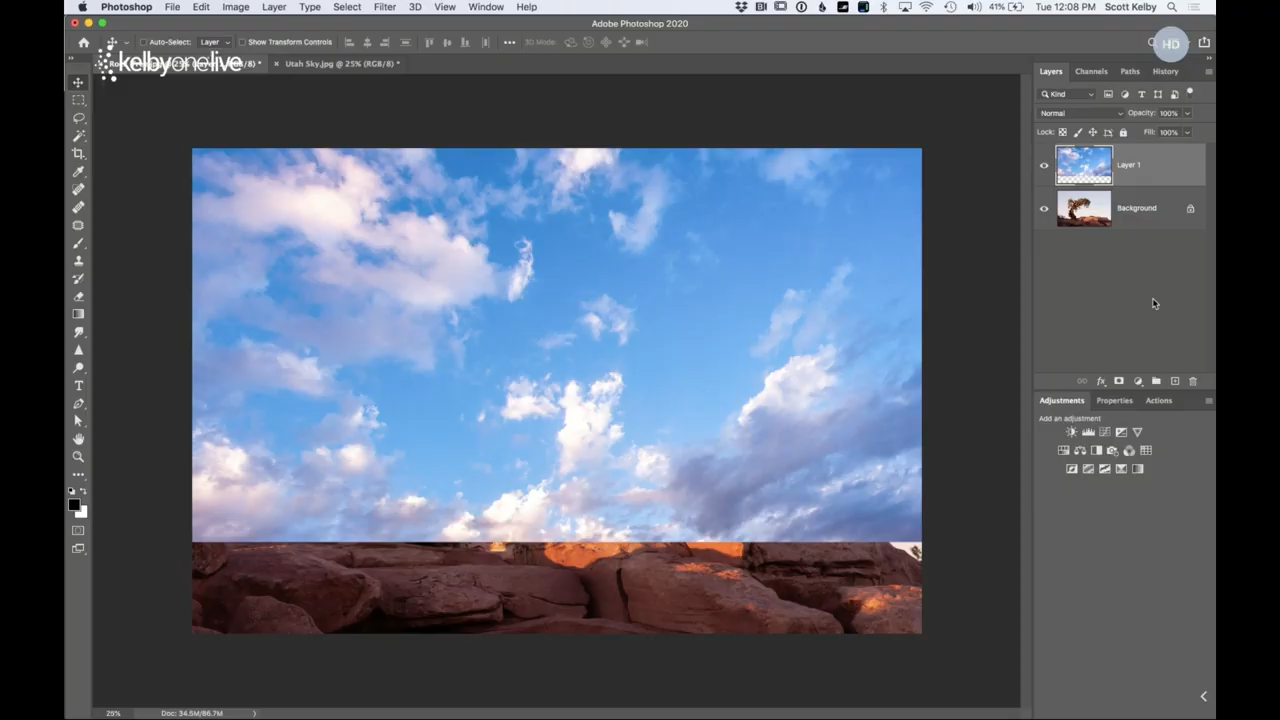 Photoshop File Edit Image Layer Type Select Filter 3D View Window Help 41% Tue 12:08 PM Scott Kelby
Adobe Photoshop 2020
Auto-Select: Layer Show Transform Controls 3D Mode: HD
kelbyonelive
Utah Sky.jpg @ 25% (RGB/8) *
Layers Channels Paths History
Kind
Normal Opacity: 100%
Lock: Fill: 100%
Layer 1
Background
fx
Adjustments Properties Actions
Add an adjustment
25% Doc: 34.5M/86.7M